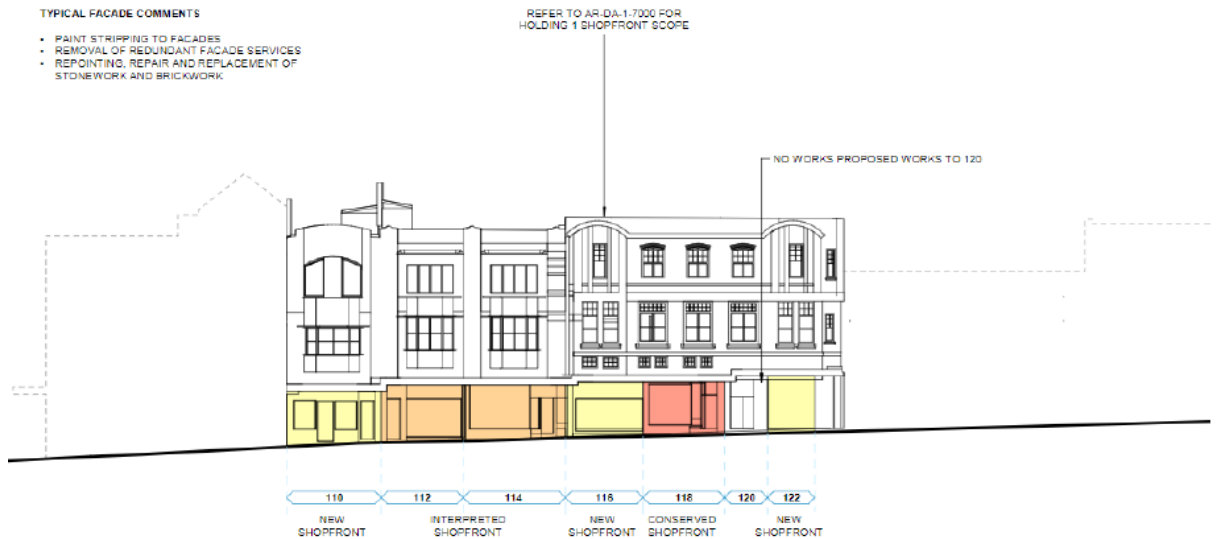 TYPICAL FACADE COMMENTS
• PAINT STRIPPING TO FACADES
• REMOVAL OF REDUNDANT FACADE SERVICES
• REPOINTING, REPAIR AND REPLACEMENT OF
STONEWORK AND BRICKWORK
REFER TO AR-DA-1-7000 FOR
HOLDING 1 SHOPFRONT SCOPE
NO WORKS PROPOSED WORKS TO 120
110 112 114 116 118 120 122
NEW
SHOPFRONT
INTERPRETED
SHOPFRONT
NEW
SHOPFRONT
CONSERVED
SHOPFRONT
NEW
SHOPFRONT